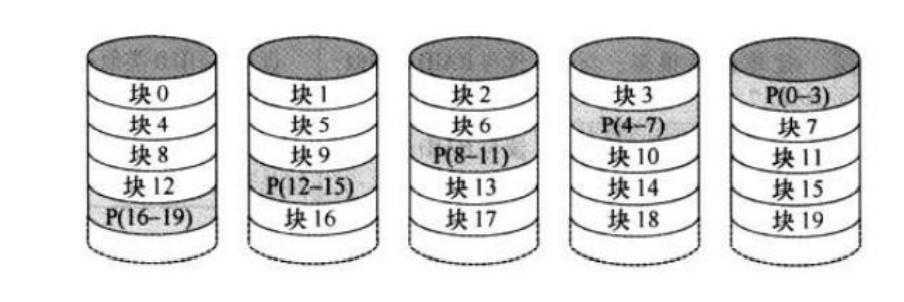 块 0 块 1 块 2 块 3 P(0–3)
块 4 块 5 块 6 P(4–7) 块 7
块 8 块 9 P(8–11) 块 10 块 11
块 12 P(12–15) 块 13 块 14 块 15
P(16–19) 块 16 块 17 块 18 块 19